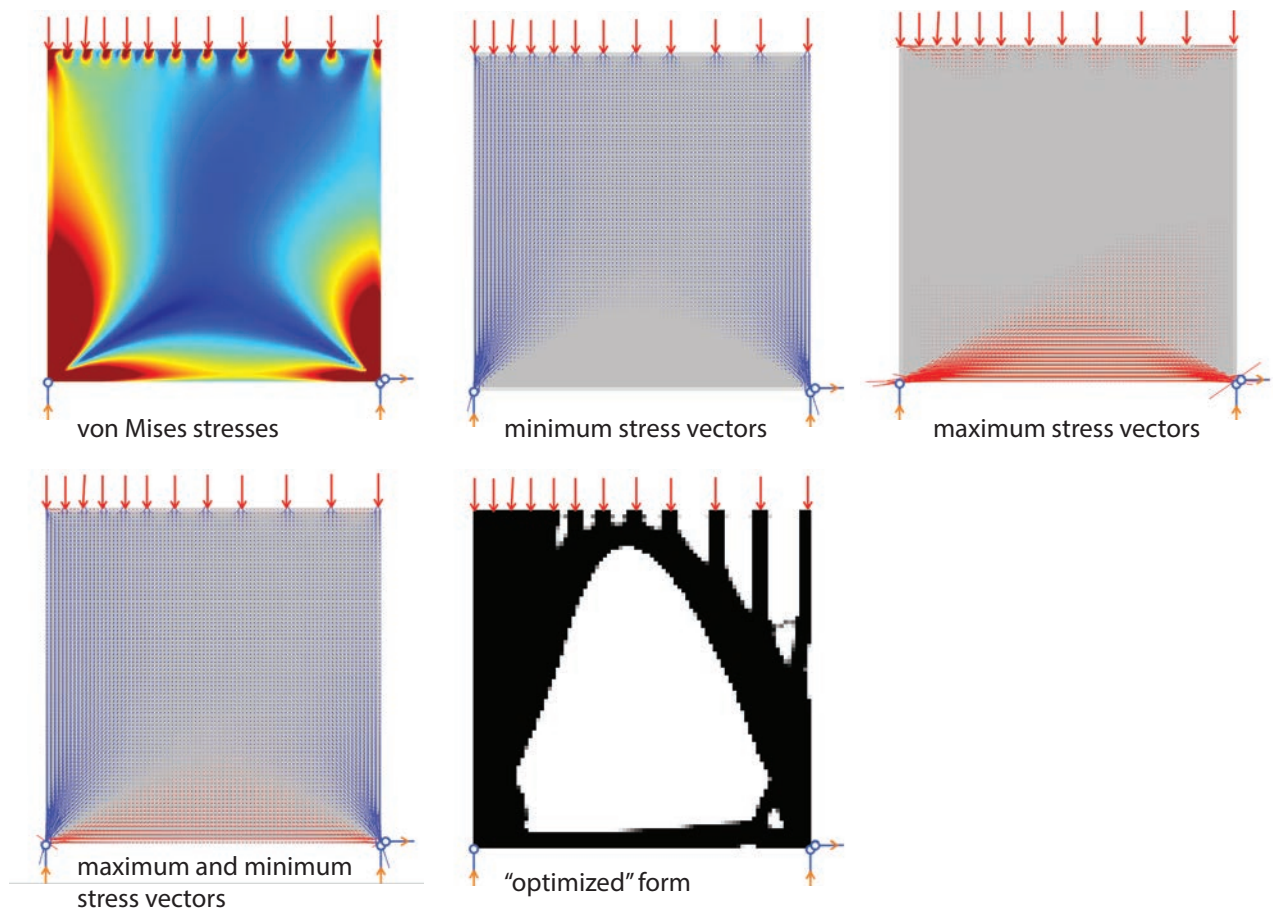 von Mises stresses
minimum stress vectors
maximum stress vectors
maximum and minimum
stress vectors
“optimized” form